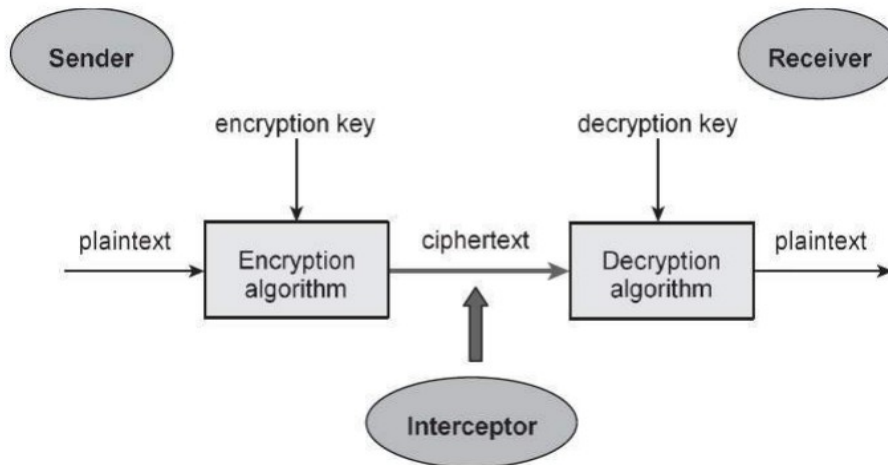 Sender
Receiver
encryption key
decryption key
plaintext
Encryption
algorithm
ciphertext
Decryption
algorithm
plaintext
Interceptor